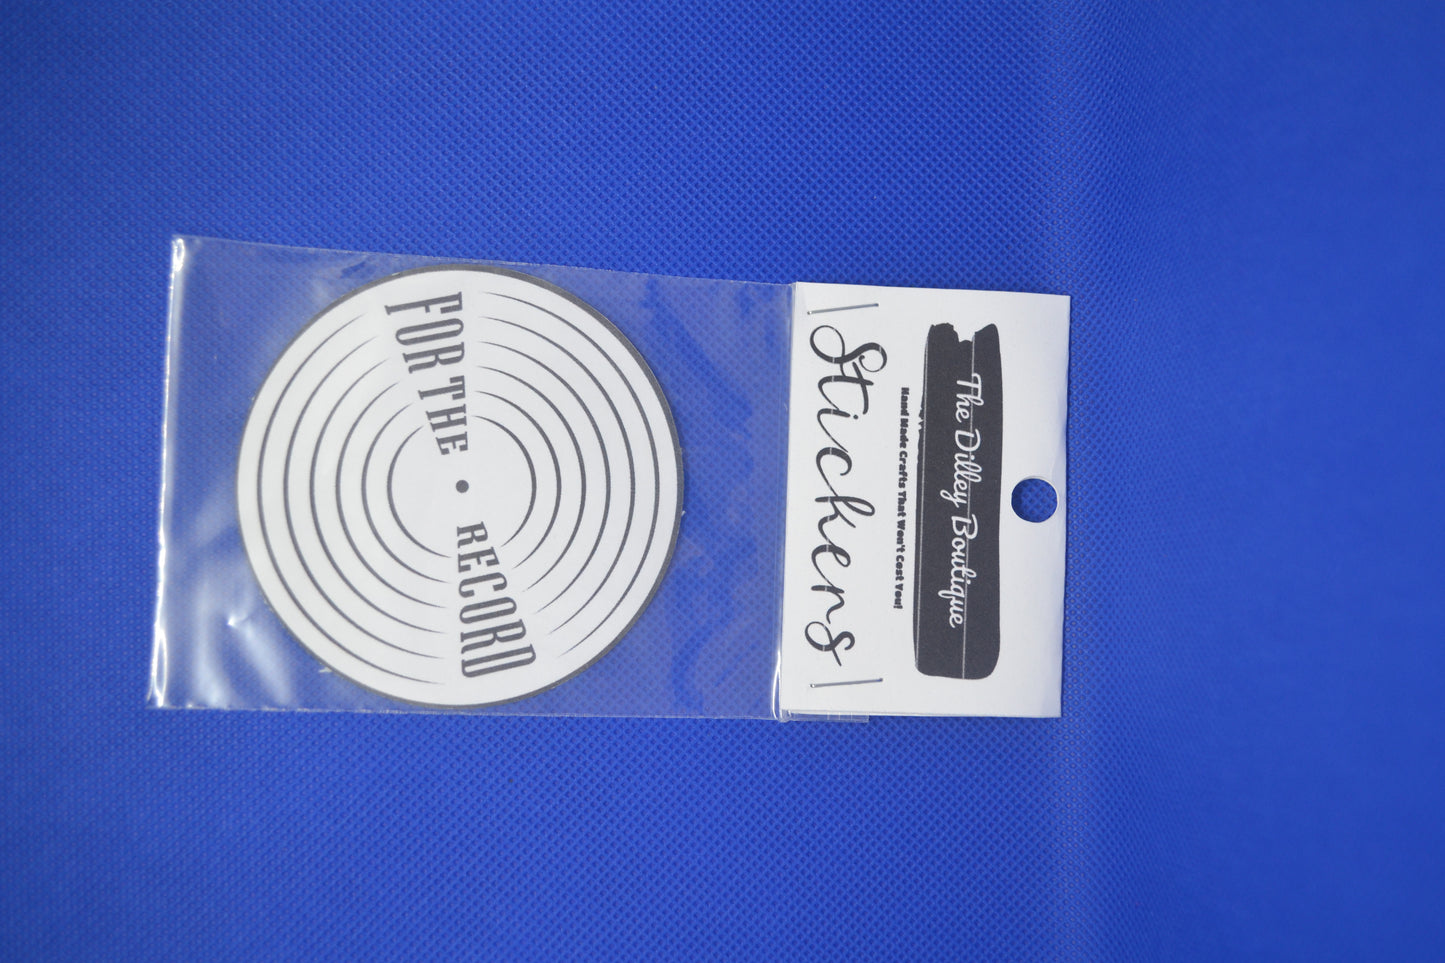 The Dilley Boutique
Hand Made Crafts That Won't Cost You!
Stickers
FOR THE • RECORD